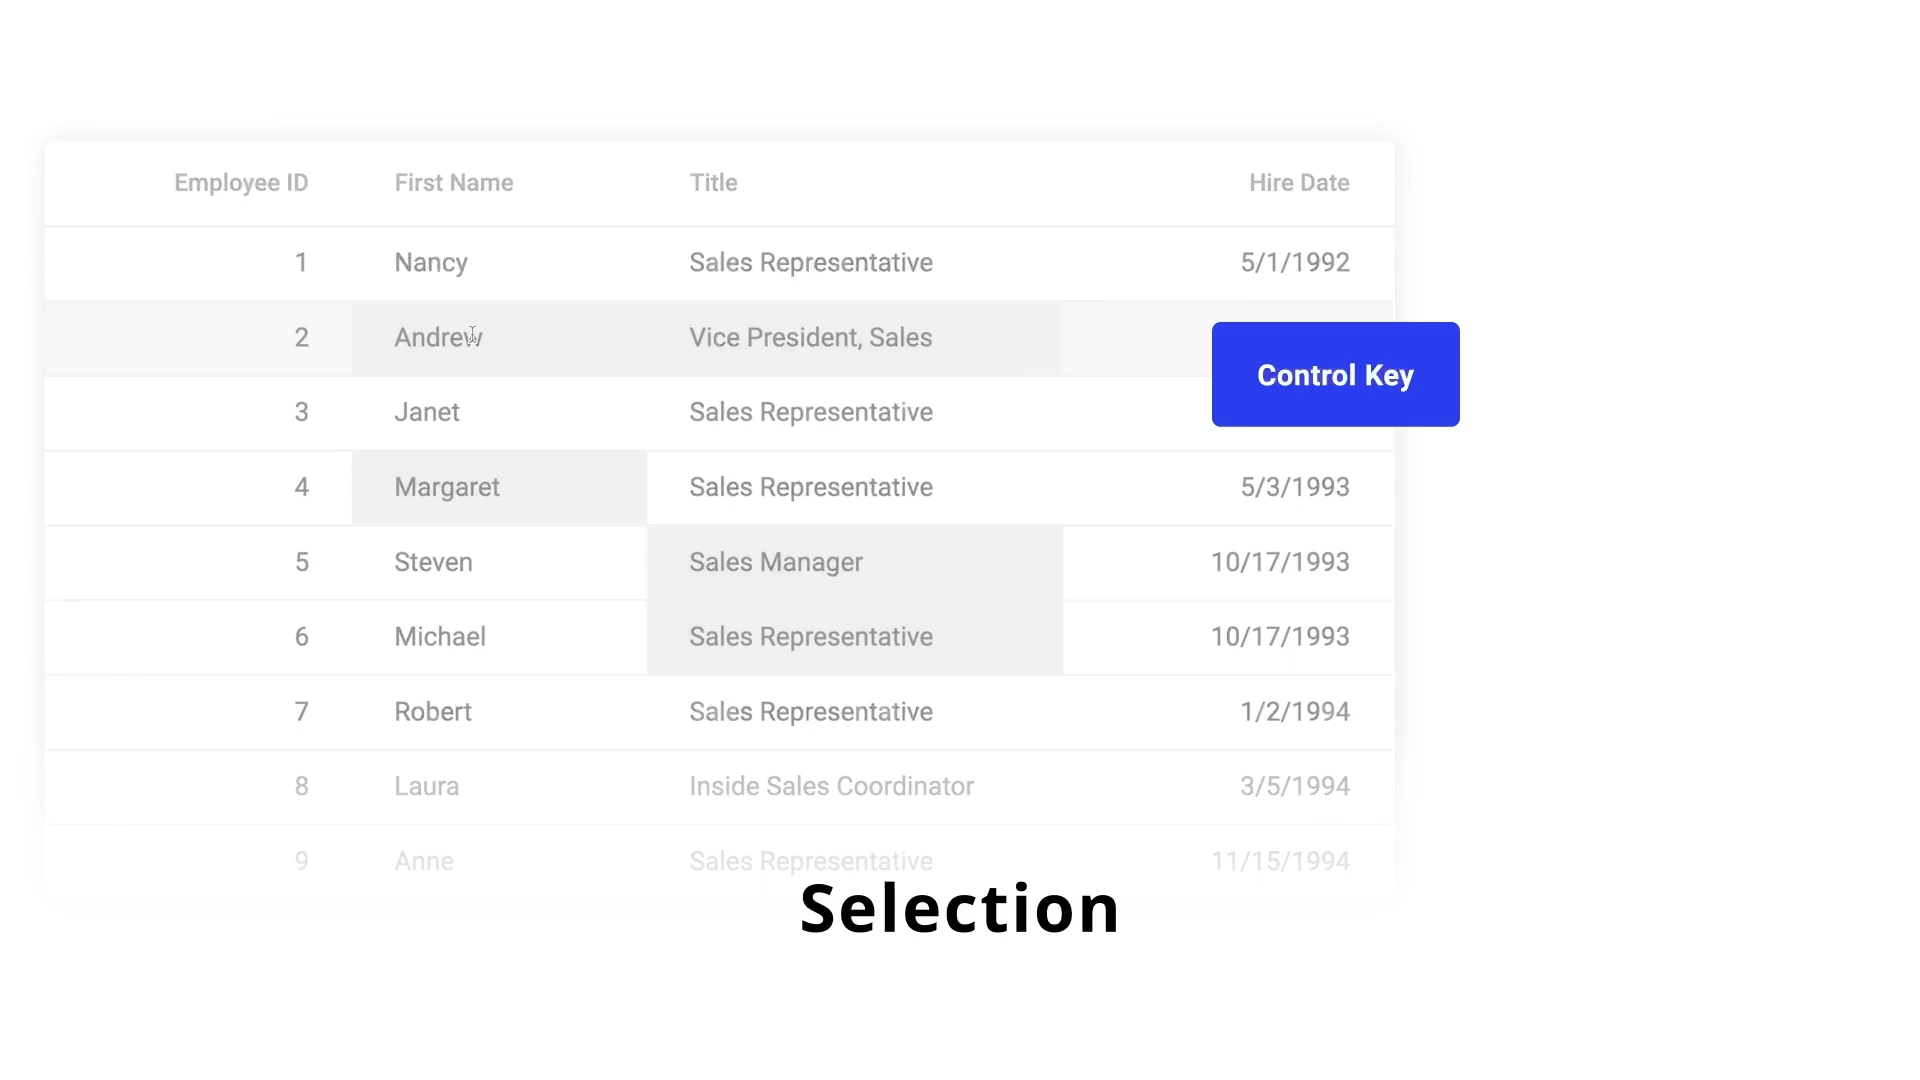 Employee ID First Name Title Hire Date
1 Nancy Sales Representative 5/1/1992
2 Andrew Vice President, Sales
Control Key
3 Janet Sales Representative
4 Margaret Sales Representative 5/3/1993
5 Steven Sales Manager 10/17/1993
6 Michael Sales Representative 10/17/1993
7 Robert Sales Representative 1/2/1994
8 Laura Inside Sales Coordinator 3/5/1994
9 Anne Sales Representative 11/15/1994
Selection